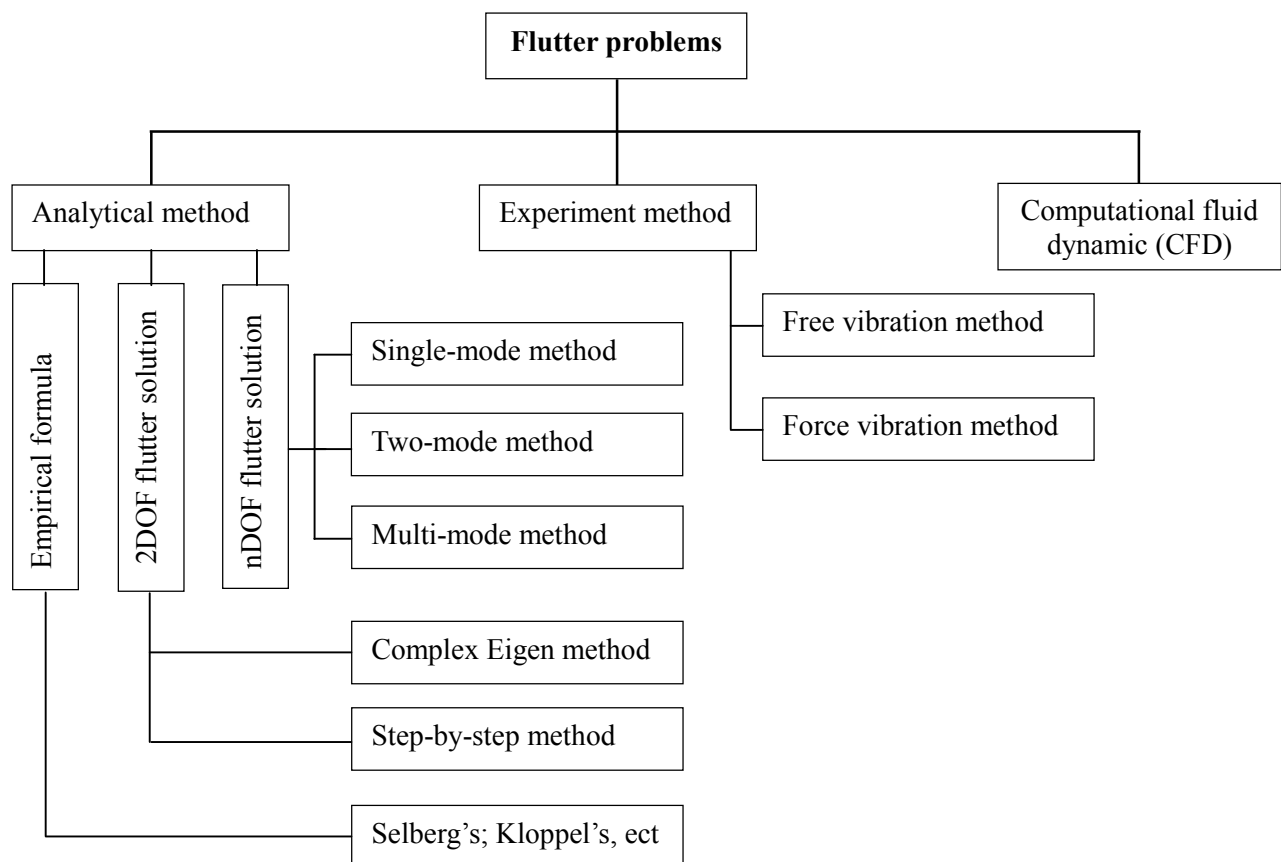 Flutter problems
Analytical method
Experiment method
Computational fluid
dynamic (CFD)
Empirical formula
2DOF flutter solution
nDOF flutter solution
Single-mode method
Two-mode method
Multi-mode method
Complex Eigen method
Step-by-step method
Selberg’s; Kloppel’s, ect
Free vibration method
Force vibration method